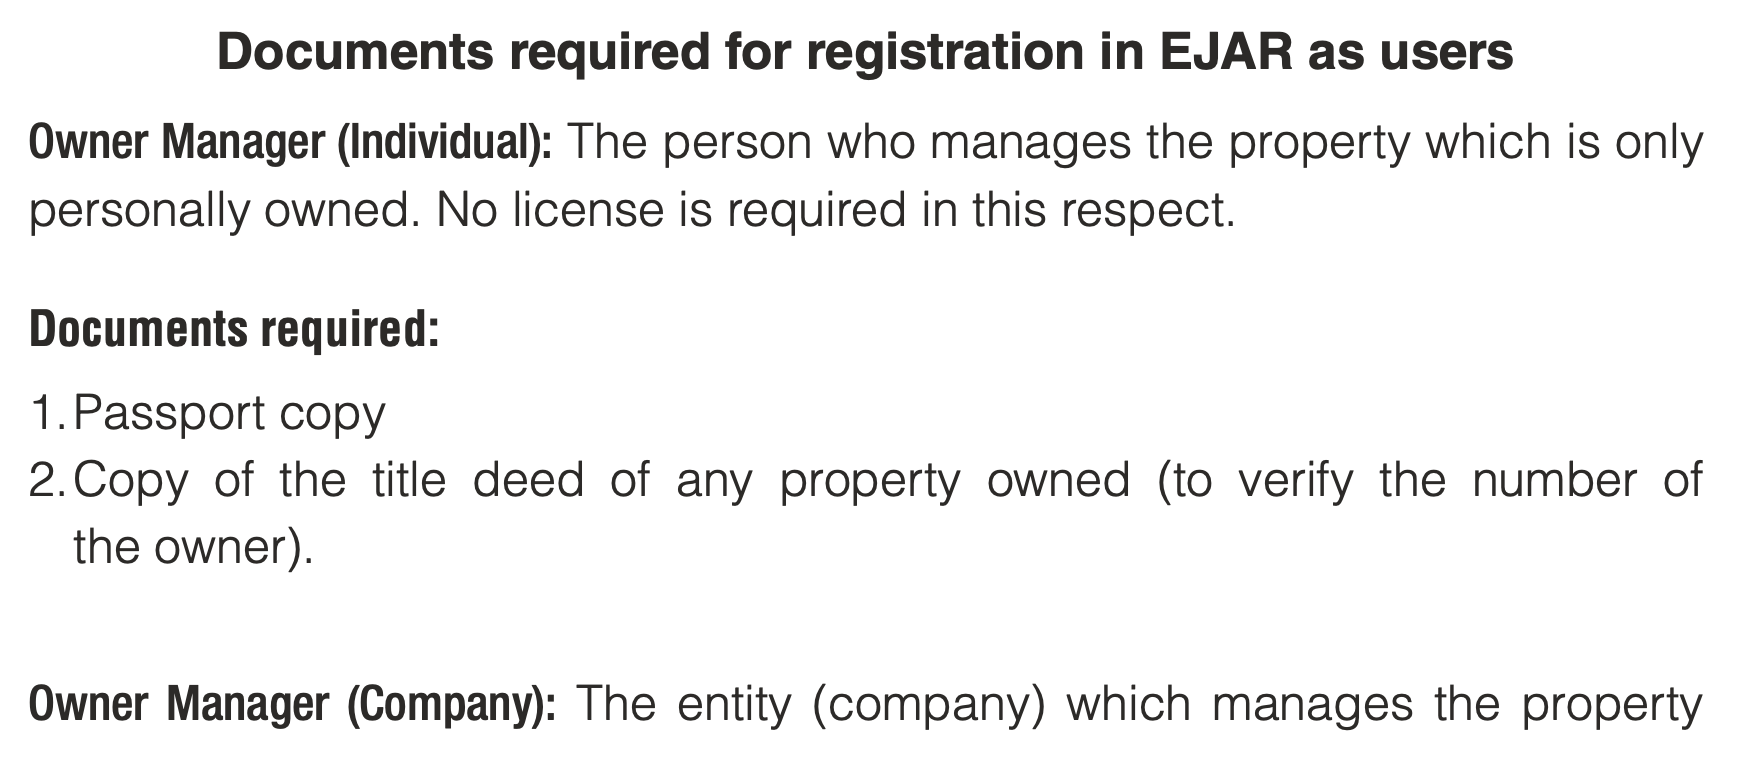 Documents required for registration in EJAR as users
Owner Manager (Individual): The person who manages the property which is only
personally owned. No license is required in this respect.
Documents required:
1. Passport copy
2. Copy of the title deed of any property owned (to verify the number of
the owner).
Owner Manager (Company): The entity (company) which manages the property